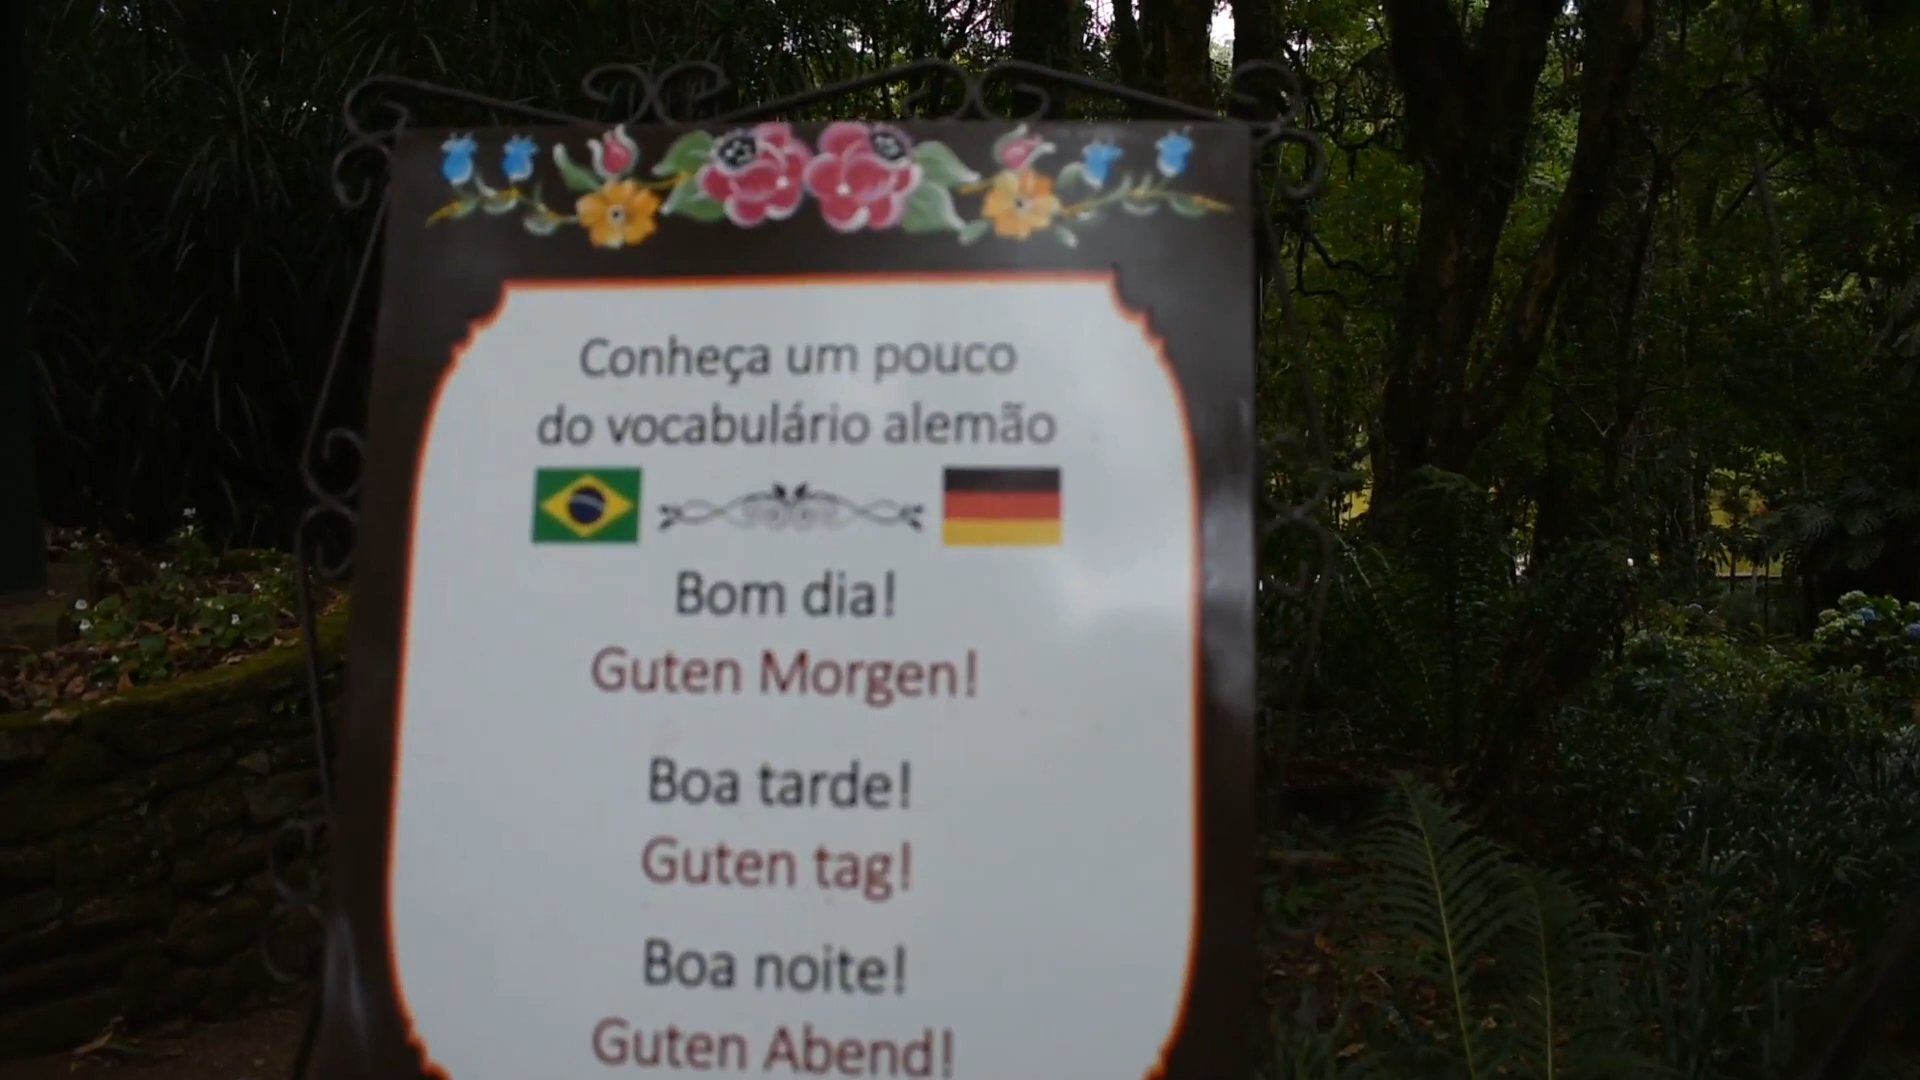 Conheça um pouco
do vocabulário alemão
Bom dia!
Guten Morgen!
Boa tarde!
Guten tag!
Boa noite!
Guten Abend!